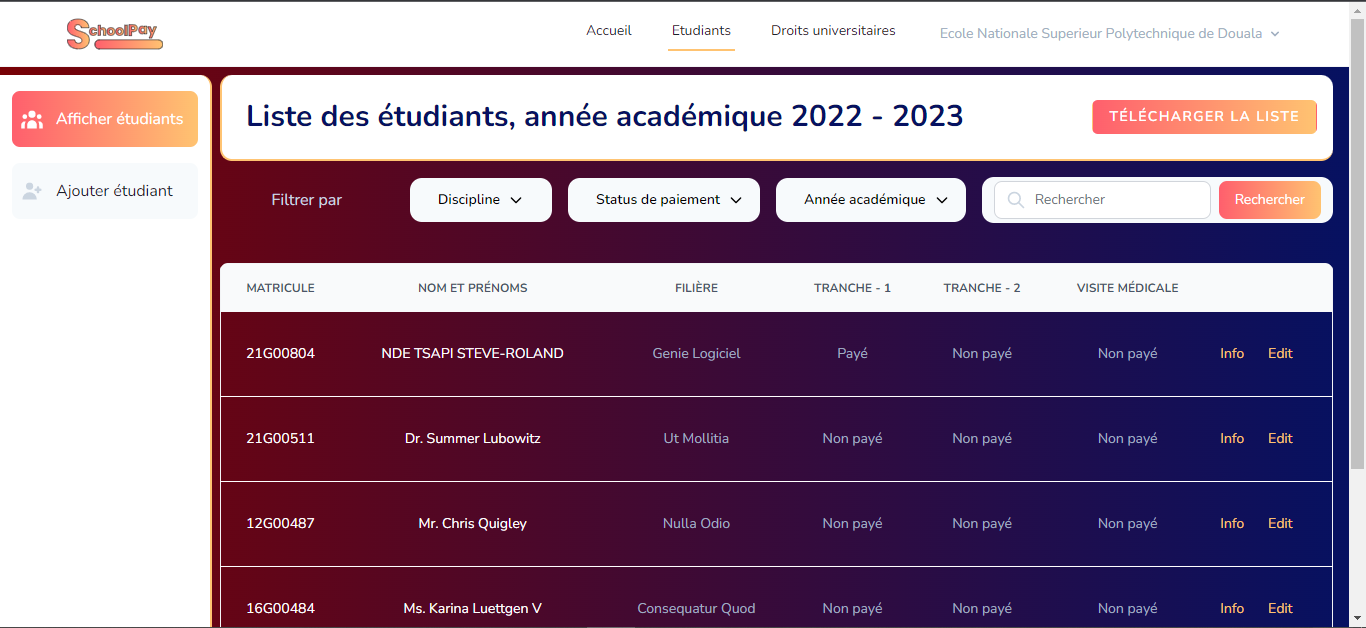 SchoolPay
Accueil Etudiants Droits universitaires Ecole Nationale Superieur Polytechnique de Douala
Afficher étudiants
Ajouter étudiant
Liste des étudiants, année académique 2022 - 2023
TÉLÉCHARGER LA LISTE
Filtrer par Discipline Status de paiement Année académique Rechercher Rechercher
MATRICULE NOM ET PRÉNOMS FILIÈRE TRANCHE - 1 TRANCHE - 2 VISITE MÉDICALE
21G00804 NDE TSAPI STEVE-ROLAND Genie Logiciel Payé Non payé Non payé Info Edit
21G00511 Dr. Summer Lubowitz Ut Mollitia Non payé Non payé Non payé Info Edit
12G00487 Mr. Chris Quigley Nulla Odio Non payé Non payé Non payé Info Edit
16G00484 Ms. Karina Luettgen V Consequatur Quod Non payé Non payé Non payé Info Edit